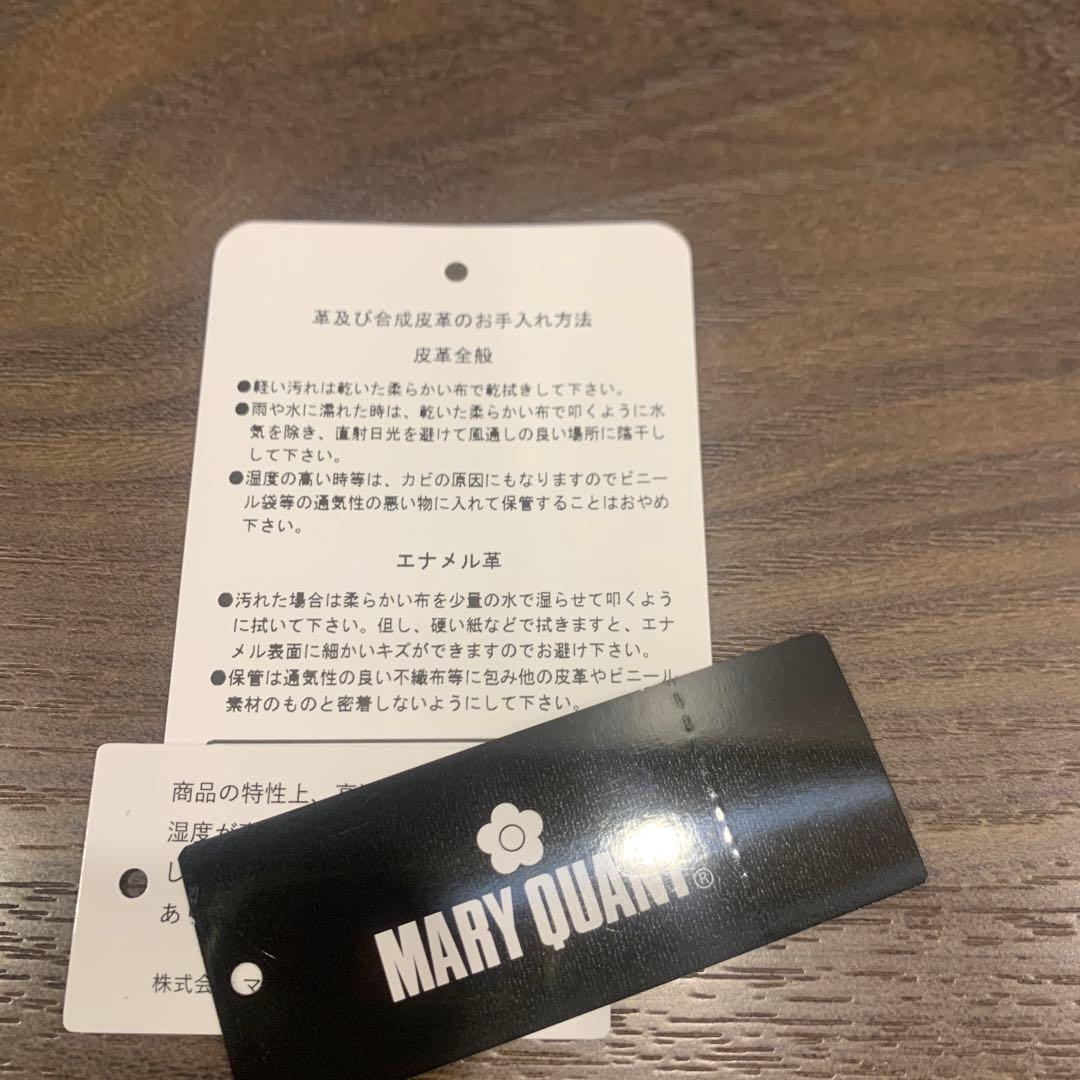 革及び合成皮革のお手入れ方法
皮革全般
●軽い汚れは乾いた柔らかい布で乾拭きして下さい。
●雨や水に濡れた時は、乾いた柔らかい布で叩くように水
気を除き、直射日光を避けて風通しの良い場所に陰干し
して下さい。
●湿度の高い時等は、カビの原因にもなりますのでビニー
ル袋等の通気性の悪い物に入れて保管することはおやめ
下さい。
エナメル革
●汚れた場合は柔らかい布を少量の水で湿らせて叩くよう
に拭いて下さい。但し、硬い紙などで拭きますと、エナ
メル表面に細かいキズができますのでお避け下さい。
●保管は通気性の良い不織布等に包み他の皮革やビニール
素材のものと密着しないようにして下さい。
商品の特性上、
湿度が
し
あ
株式会 マ
MARY QUANT®